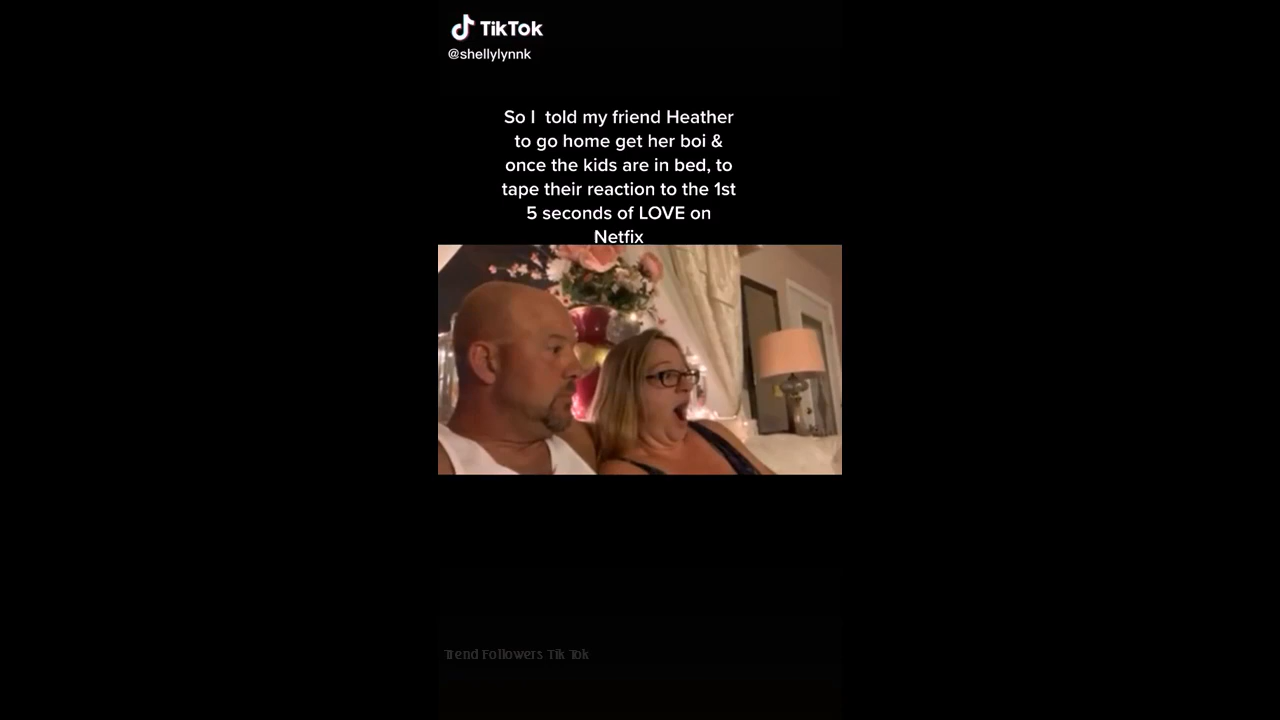 TikTok
@shellylynnk
So I told my friend Heather
to go home get her boi &
once the kids are in bed, to
tape their reaction to the 1st
5 seconds of LOVE on
Netfix
Trend Followers Tik Tok